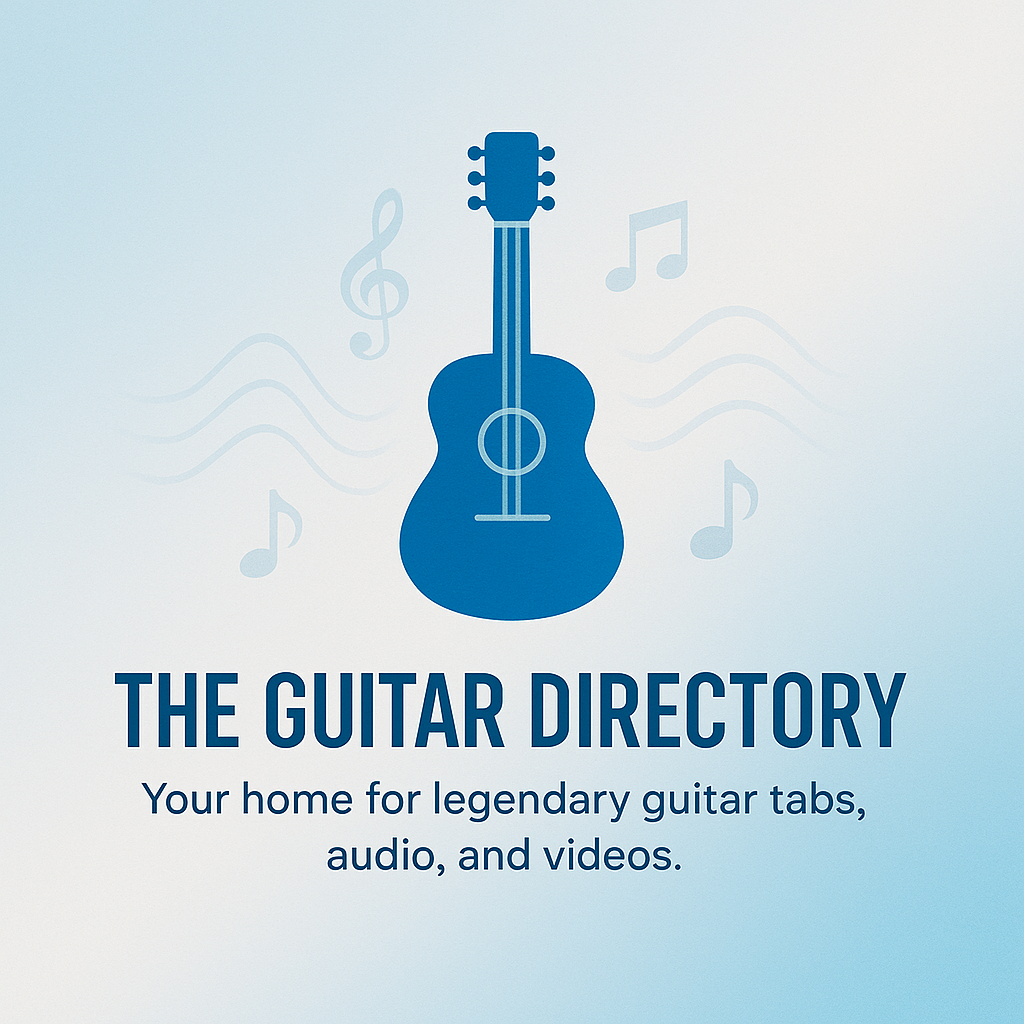 THE GUITAR DIRECTORY
Your home for legendary guitar tabs,
audio, and videos.